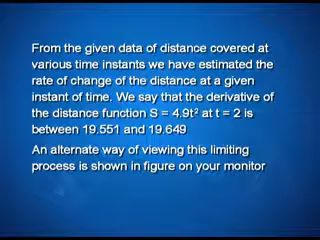 From the given data of distance covered at
various time instants we have estimated the
rate of change of the distance at a given
instant of time. We say that the derivative of
the distance function S = 4.9t² at t = 2 is
between 19.551 and 19.649
An alternate way of viewing this limiting
process is shown in figure on your monitor